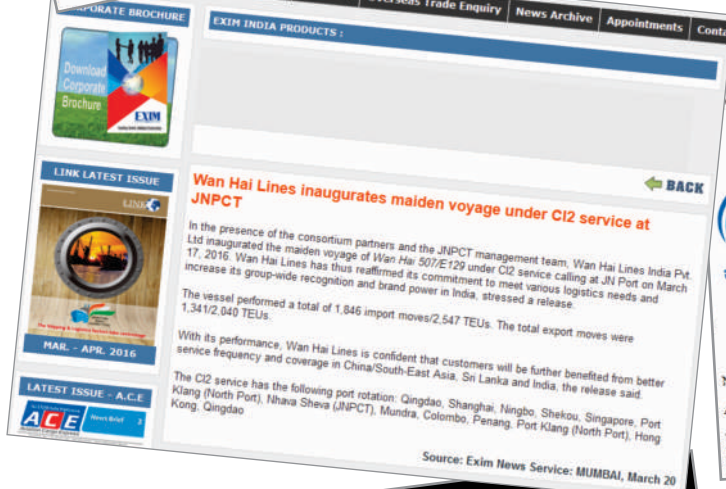 Overseas Trade Enquiry News Archive Appointments
CORPORATE BROCHURE
Download
Corporate
Brochure
EXIM
EXIM INDIA PRODUCTS :
BACK
LINK LATEST ISSUE
LINK
MAR. - APR. 2016
LATEST ISSUE - A.C.E
ACE
News Brief
Wan Hai Lines inaugurates maiden voyage under CI2 service at
JNPCT
In the presence of the consortium partners and the JNPCT management team, Wan Hai Lines India Pvt.
Ltd inaugurated the maiden voyage of Wan Hai 507/E129 under CI2 service calling at JN Port on March
17, 2016. Wan Hai Lines has thus reaffirmed its commitment to meet various logistics needs and
increase its group-wide recognition and brand power in India, stressed a release.
The vessel performed a total of 1,846 import moves/2,547 TEUs. The total export moves were
1,341/2,040 TEUs.
With its performance, Wan Hai Lines is confident that customers will be further benefited from better
service frequency and coverage in China/South-East Asia, Sri Lanka and India, the release said.
The CI2 service has the following port rotation: Qingdao, Shanghai, Ningbo, Shekou, Singapore, Port
Klang (North Port), Nhava Sheva (JNPCT), Mundra, Colombo, Penang, Port Klang (North Port), Hong
Kong, Qingdao
Source: Exim News Service: MUMBAI, March 20